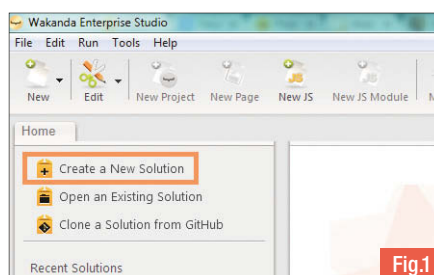 Wakanda Enterprise Studio
File Edit Run Tools Help
New Edit New Project New Page New JS New JS Module
Home
Create a New Solution
Open an Existing Solution
Clone a Solution from GitHub
Recent Solutions
Fig.1